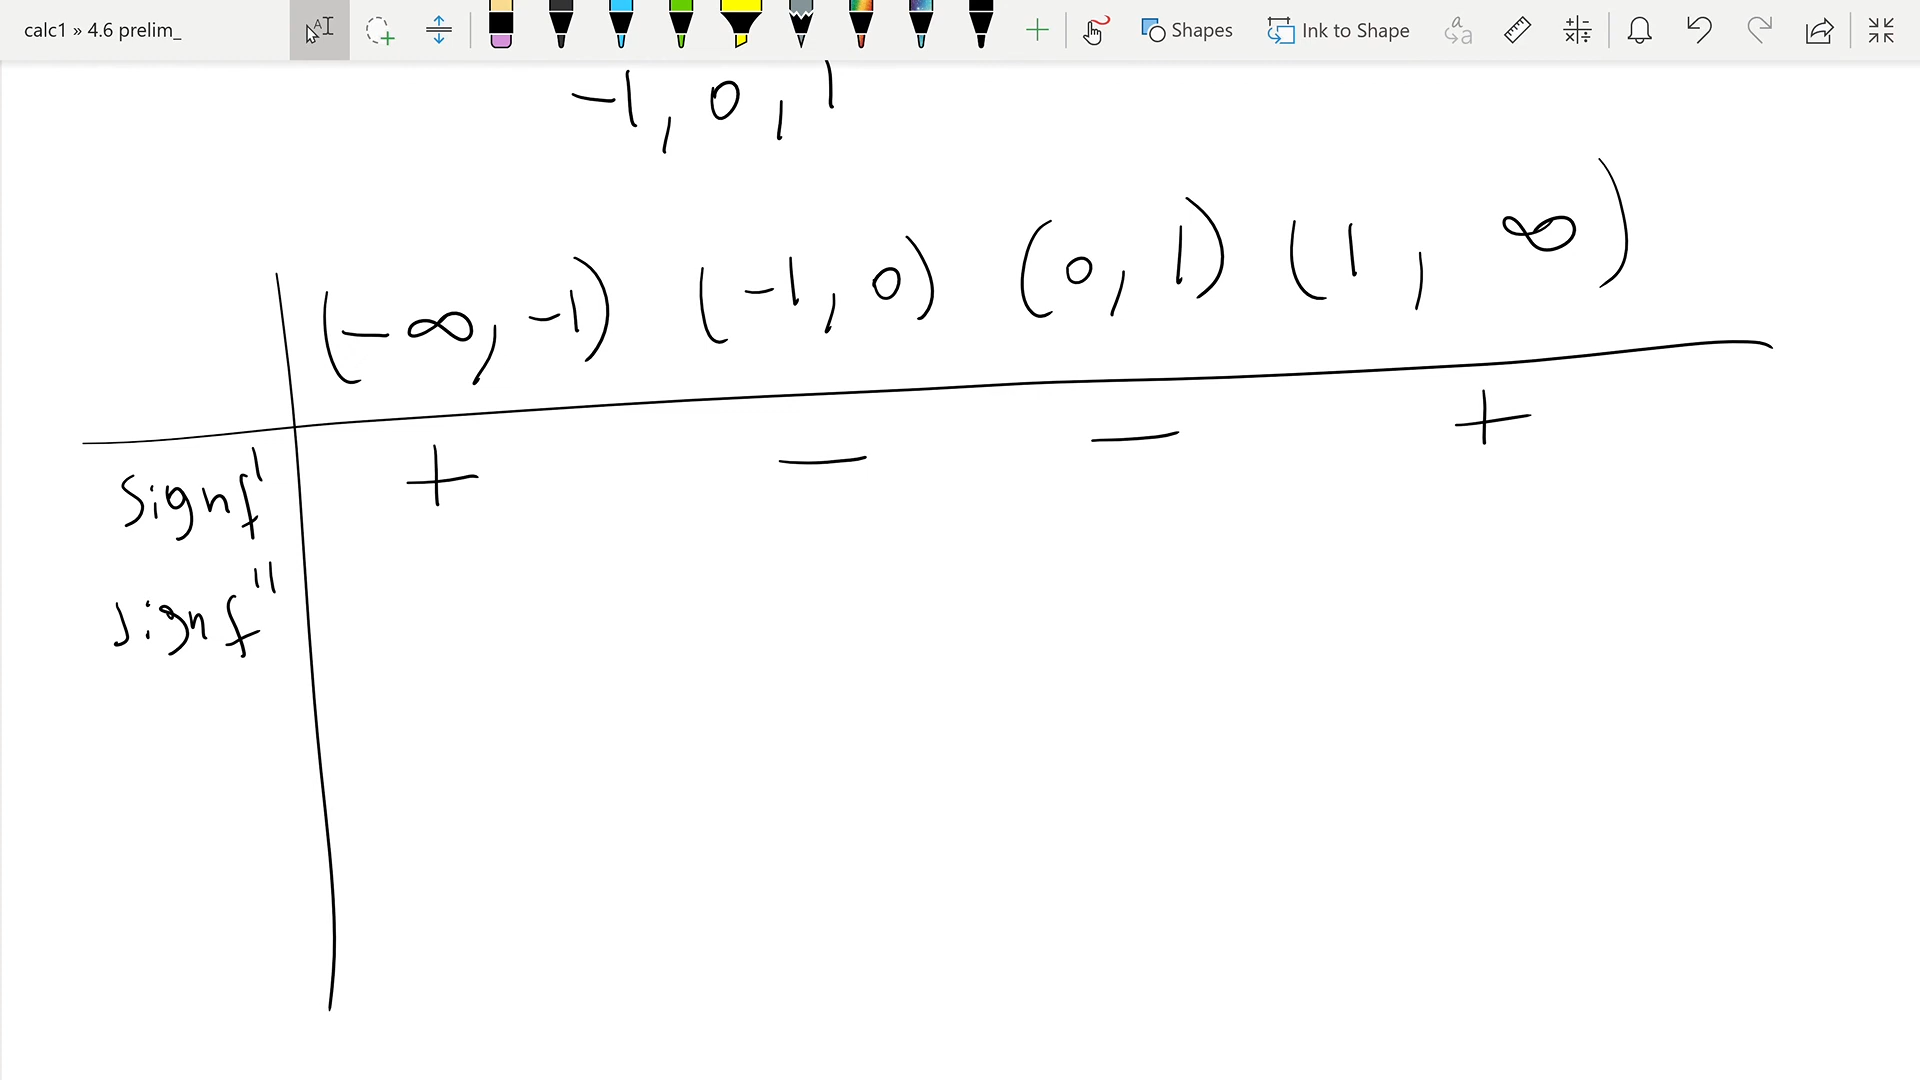 calc1 » 4.6 prelim_ Shapes Ink to Shape
-1, 0, 1
(-∞, -1) (-1, 0) (0, 1) (1, ∞)
Sign f' + — — +
Sign f''